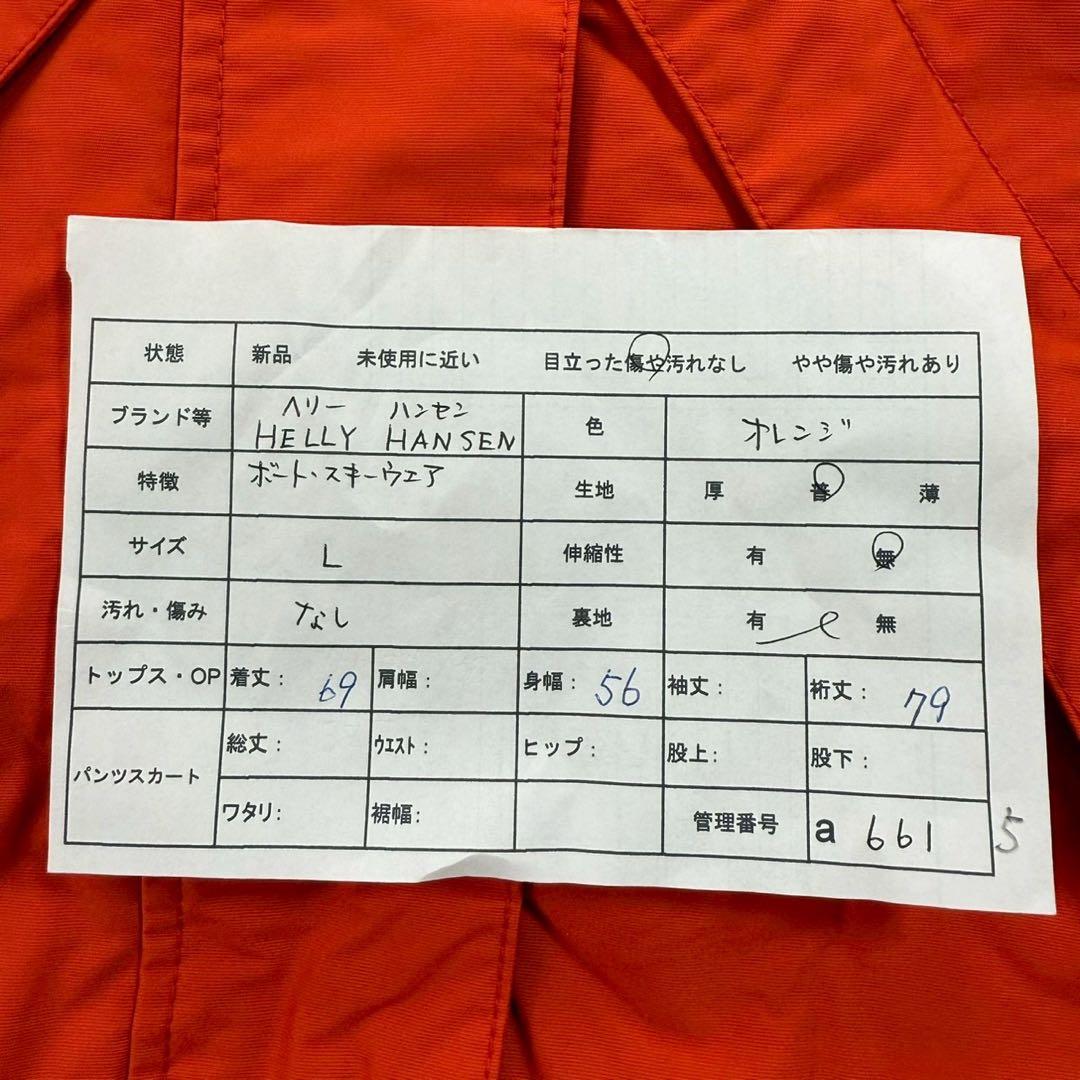 状態 新品 未使用に近い 目立った傷や汚れなし やや傷や汚れあり
ブランド等 ヘリー ハンセン
HELLY HANSEN 色 オレンジ
特徴 ボート・スキーウエア 生地 厚 普 薄
サイズ L 伸縮性 有 無
汚れ・傷み なし 裏地 有 無
トップス・OP 着丈: 69 肩幅: 身幅: 56 袖丈: 裄丈: 79
パンツスカート 総丈: ウエスト: ヒップ: 股上: 股下:
ワタリ: 裾幅: 管理番号 a 661 5